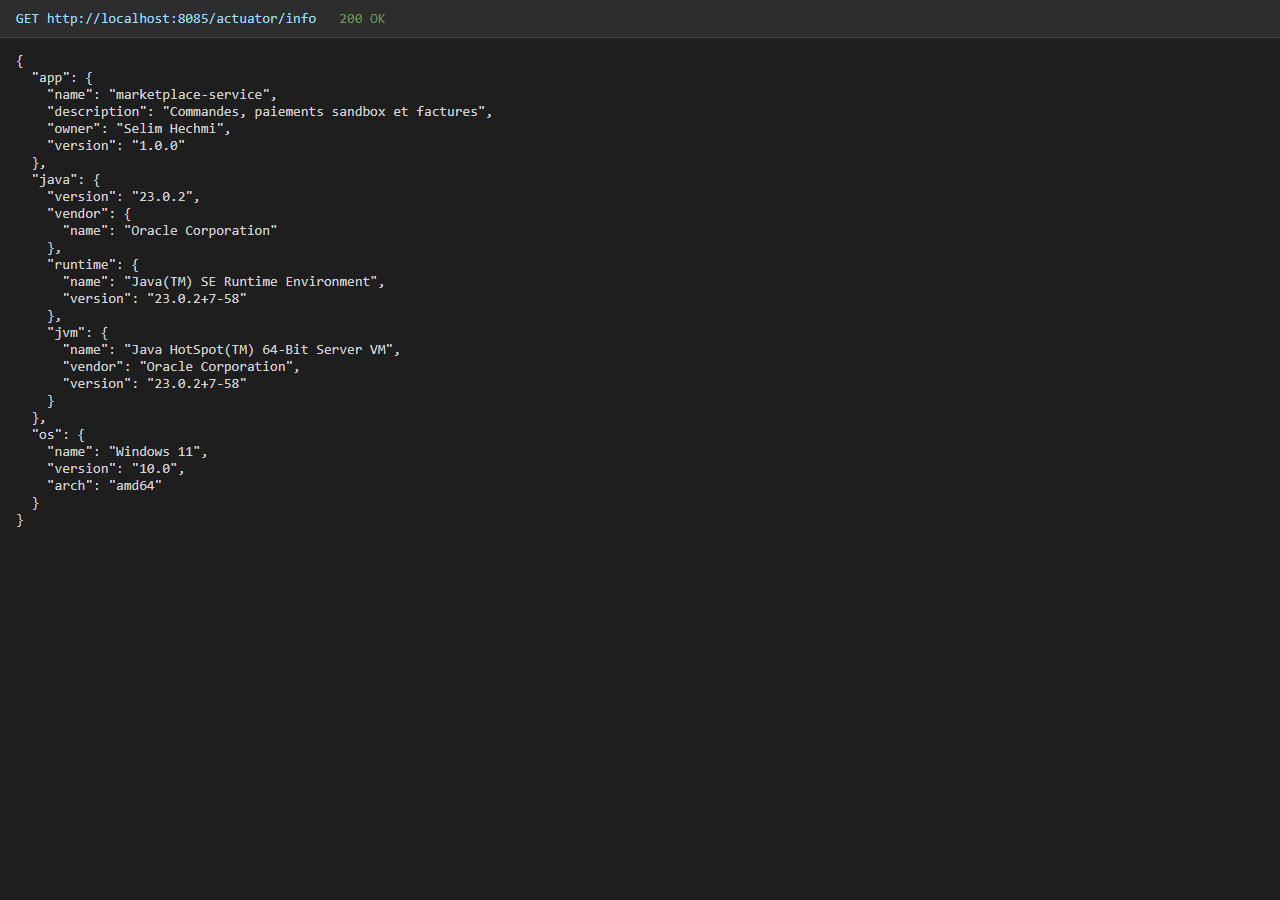 GET http://localhost:8085/actuator/info 200 OK
{
  "app": {
    "name": "marketplace-service",
    "description": "Commandes, paiements sandbox et factures",
    "owner": "Selim Hechmi",
    "version": "1.0.0"
  },
  "java": {
    "version": "23.0.2",
    "vendor": {
      "name": "Oracle Corporation"
    },
    "runtime": {
      "name": "Java(TM) SE Runtime Environment",
      "version": "23.0.2+7-58"
    },
    "jvm": {
      "name": "Java HotSpot(TM) 64-Bit Server VM",
      "vendor": "Oracle Corporation",
      "version": "23.0.2+7-58"
    }
  },
  "os": {
    "name": "Windows 11",
    "version": "10.0",
    "arch": "amd64"
  }
}